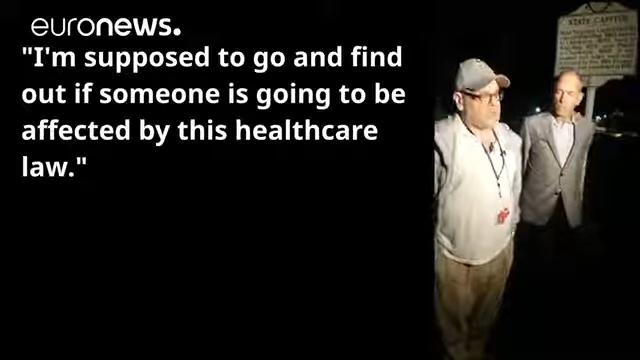 euronews.
"I'm supposed to go and find
out if someone is going to be
affected by this healthcare
law."
STATE CAPITOL